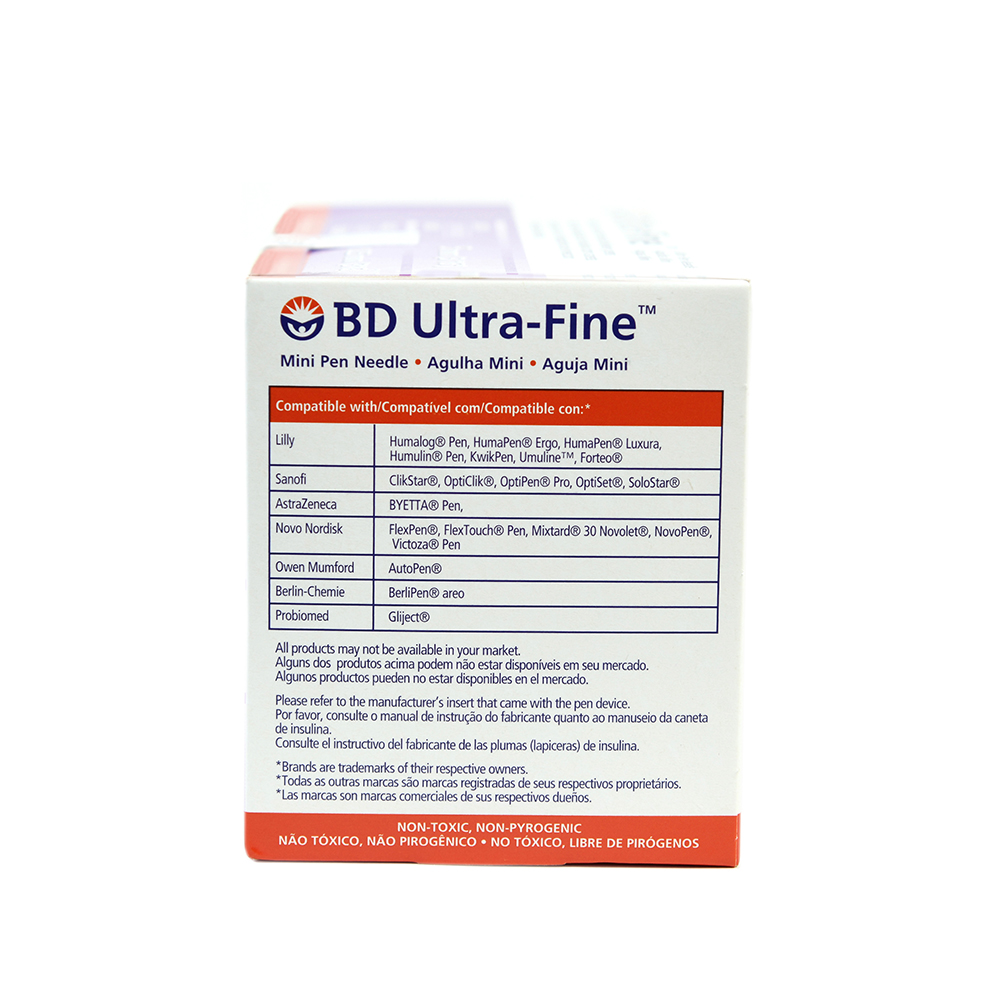 BD Ultra-Fine™
Mini Pen Needle • Agulha Mini • Aguja Mini
Compatible with/Compatível com/Compatible con:*
Lilly
Humalog® Pen, HumaPen® Ergo, HumaPen® Luxura,
Humulin® Pen, KwikPen, Umuline™, Forteo®
Sanofi
ClikStar®, OptiClik®, OptiPen® Pro, OptiSet®, SoloStar®
AstraZeneca
BYETTA® Pen,
Novo Nordisk
FlexPen®, FlexTouch® Pen, Mixtard® 30 Novolet®, NovoPen®,
Victoza® Pen
Owen Mumford
AutoPen®
Berlin-Chemie
BerliPen® areo
Probiomed
Gliject®
All products may not be available in your market.
Alguns dos produtos acima podem não estar disponíveis em seu mercado.
Algunos productos pueden no estar disponibles en el mercado.
Please refer to the manufacturer's insert that came with the pen device.
Por favor, consulte o manual de instrução do fabricante quanto ao manuseio da caneta
de insulina.
Consulte el instructivo del fabricante de las plumas (lapiceras) de insulina.
*Brands are trademarks of their respective owners.
*Todas as outras marcas são marcas registradas de seus respectivos proprietários.
*Las marcas son marcas comerciales de sus respectivos dueños.
NON-TOXIC, NON-PYROGENIC
NÃO TÓXICO, NÃO PIROGÊNICO • NO TÓXICO, LIBRE DE PIRÓGENOS